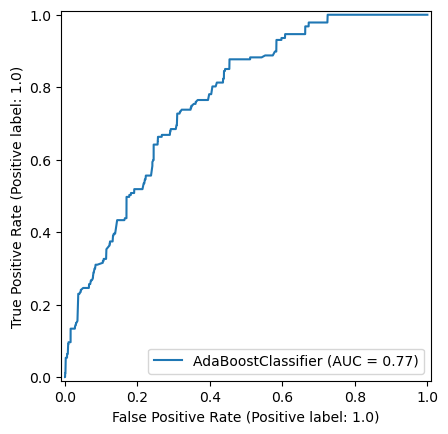 1.0
0.8
0.6
0.4
0.2
0.0
True Positive Rate (Positive label: 1.0)
AdaBoostClassifier (AUC = 0.77)
0.0 0.2 0.4 0.6 0.8 1.0
False Positive Rate (Positive label: 1.0)